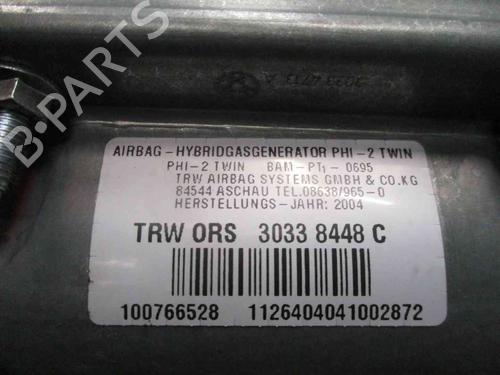 AIRBAG - HYBRIDGASGENERATOR PHI - 2 TWIN
PHI - 2 TWIN BAM - PT1 - 0695
TRW AIRBAG SYSTEMS GMBH & CO.KG
84544 ASCHAU TEL.08638/965-0
HERSTELLUNGS - JAHR: 2004
TRW ORS 3033 8448 C
100766528 1126404041002872
B-PARTS